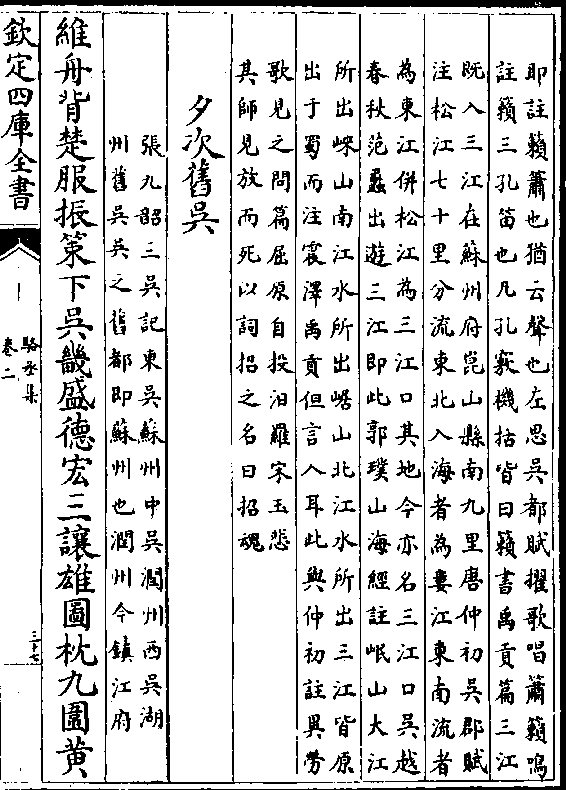 即註籟簫也猶云聲也左思吳都賦擢歌唱簫籟鳴
註籟三孔笛也凡孔竅機括皆曰籟書禹貢篇三江
既入三江在蘇州府崑山縣南九里唐仲初吳郡賦
注松江七十里分流東北入海者為婁江東南流者
為東江併松江為三江口其地今亦名三江口吳越
春秋范蠡出遊三江即此郭璞山海經註岷山大江
所出崍山南江水所出崌山北江水所出三江皆原
出于蜀而注震澤禹貢但言入耳此與仲初註異勞
歌見之問篇屈原自投汨羅宋玉悲
其師見放而死以詞招之名曰招魂
夕次舊吳
張九韶三吳記東吳蘇州中吳潤州西吳湖
州舊吳吳之舊都即蘇州也潤州今鎮江府
維舟背楚服振策下吳畿盛德宏三讓雄圖枕九圍黃
欽定四庫全書
駱丞集
卷二
三十七